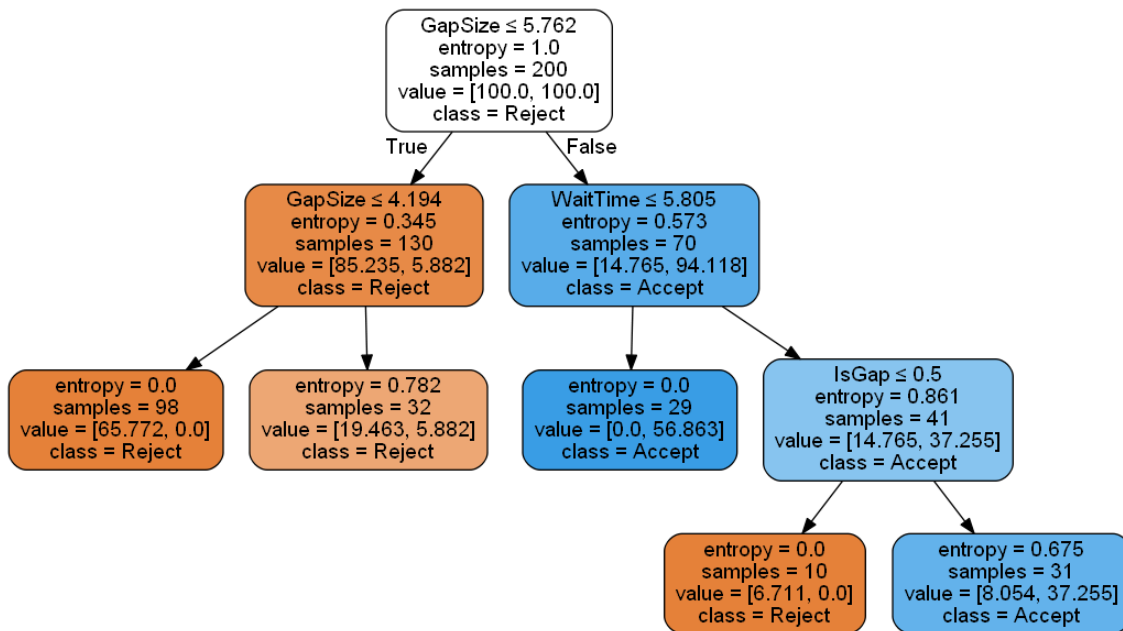 GapSize ≤ 5.762
entropy = 1.0
samples = 200
value = [100.0, 100.0]
class = Reject
True
False
GapSize ≤ 4.194
entropy = 0.345
samples = 130
value = [85.235, 5.882]
class = Reject
WaitTime ≤ 5.805
entropy = 0.573
samples = 70
value = [14.765, 94.118]
class = Accept
entropy = 0.0
samples = 98
value = [65.772, 0.0]
class = Reject
entropy = 0.782
samples = 32
value = [19.463, 5.882]
class = Reject
entropy = 0.0
samples = 29
value = [0.0, 56.863]
class = Accept
IsGap ≤ 0.5
entropy = 0.861
samples = 41
value = [14.765, 37.255]
class = Accept
entropy = 0.0
samples = 10
value = [6.711, 0.0]
class = Reject
entropy = 0.675
samples = 31
value = [8.054, 37.255]
class = Accept